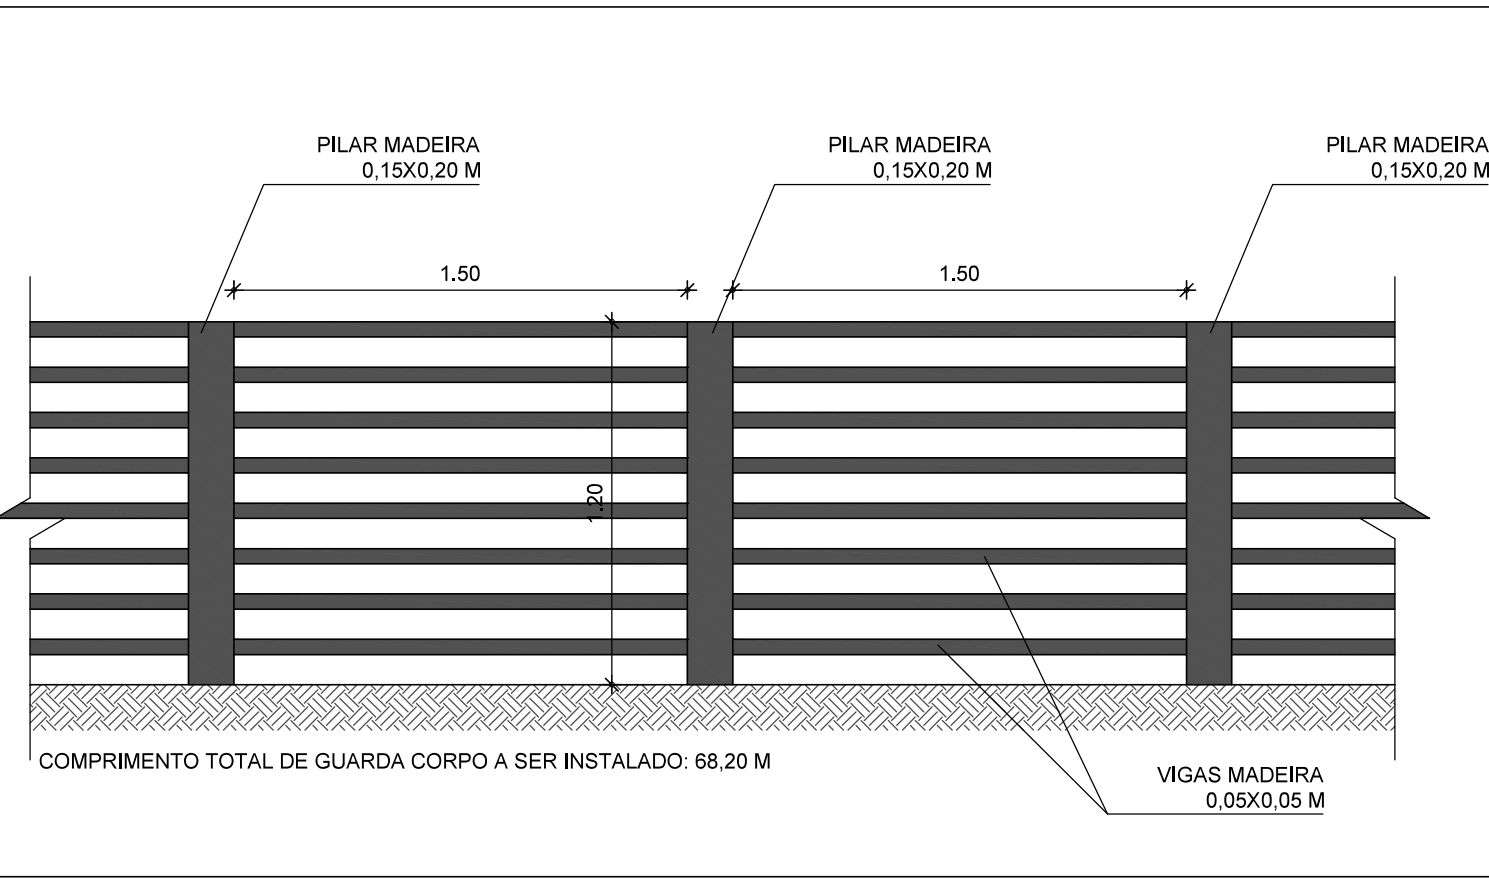 PILAR MADEIRA
0,15X0,20 M
PILAR MADEIRA
0,15X0,20 M
PILAR MADEIRA
0,15X0,20 M
1.50
1.50
1.20
COMPRIMENTO TOTAL DE GUARDA CORPO A SER INSTALADO: 68,20 M
VIGAS MADEIRA
0,05X0,05 M